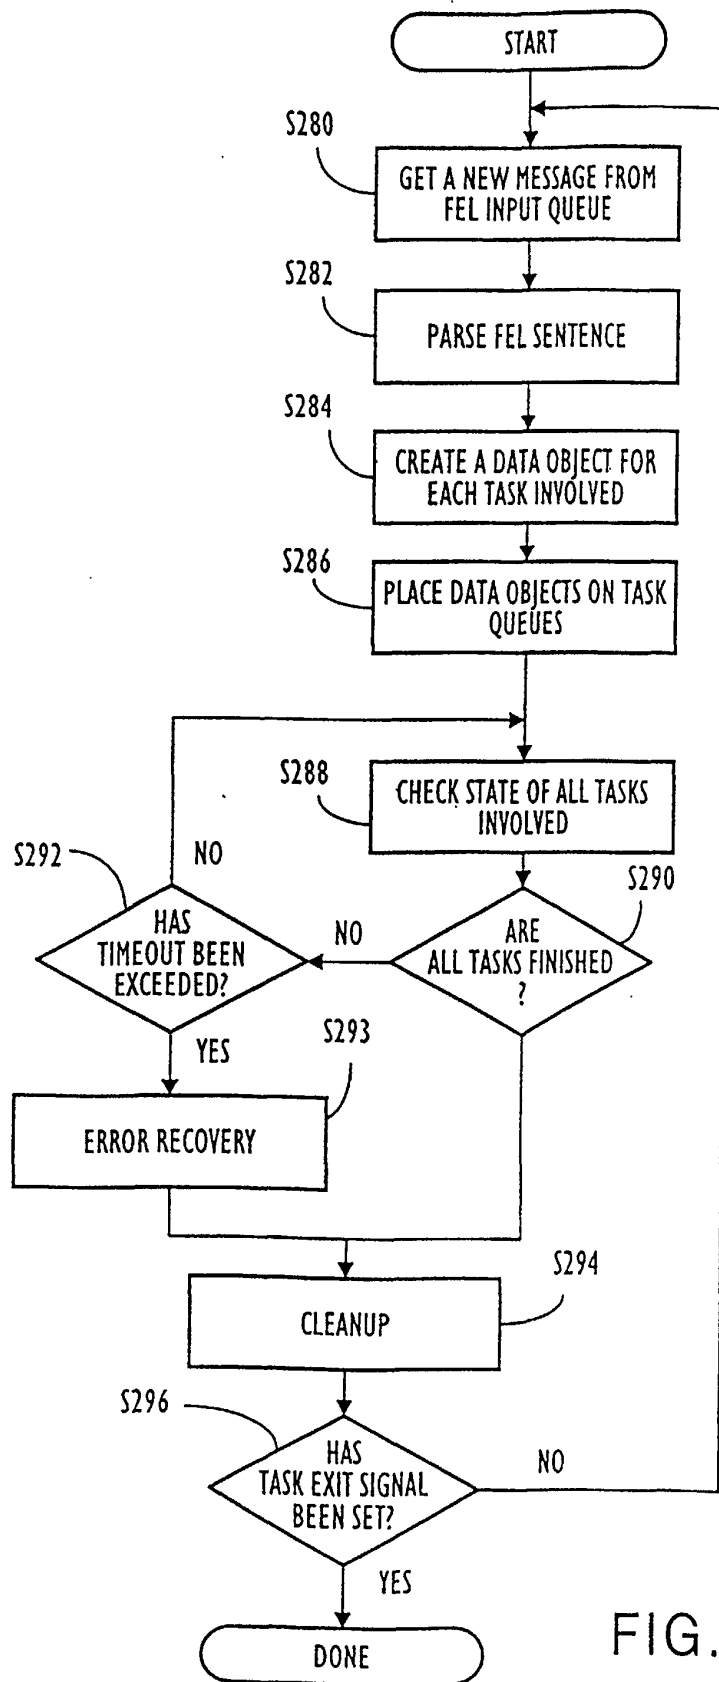 START
S280
GET A NEW MESSAGE FROM
FEL INPUT QUEUE
S282
PARSE FEL SENTENCE
S284
CREATE A DATA OBJECT FOR
EACH TASK INVOLVED
S286
PLACE DATA OBJECTS ON TASK
QUEUES
S288
CHECK STATE OF ALL TASKS
INVOLVED
S292
NO
HAS
TIMEOUT BEEN
EXCEEDED?
NO
S290
ARE
ALL TASKS FINISHED
?
YES
S293
ERROR RECOVERY
S294
CLEANUP
S296
HAS
TASK EXIT SIGNAL
BEEN SET?
NO
YES
DONE
FIG.